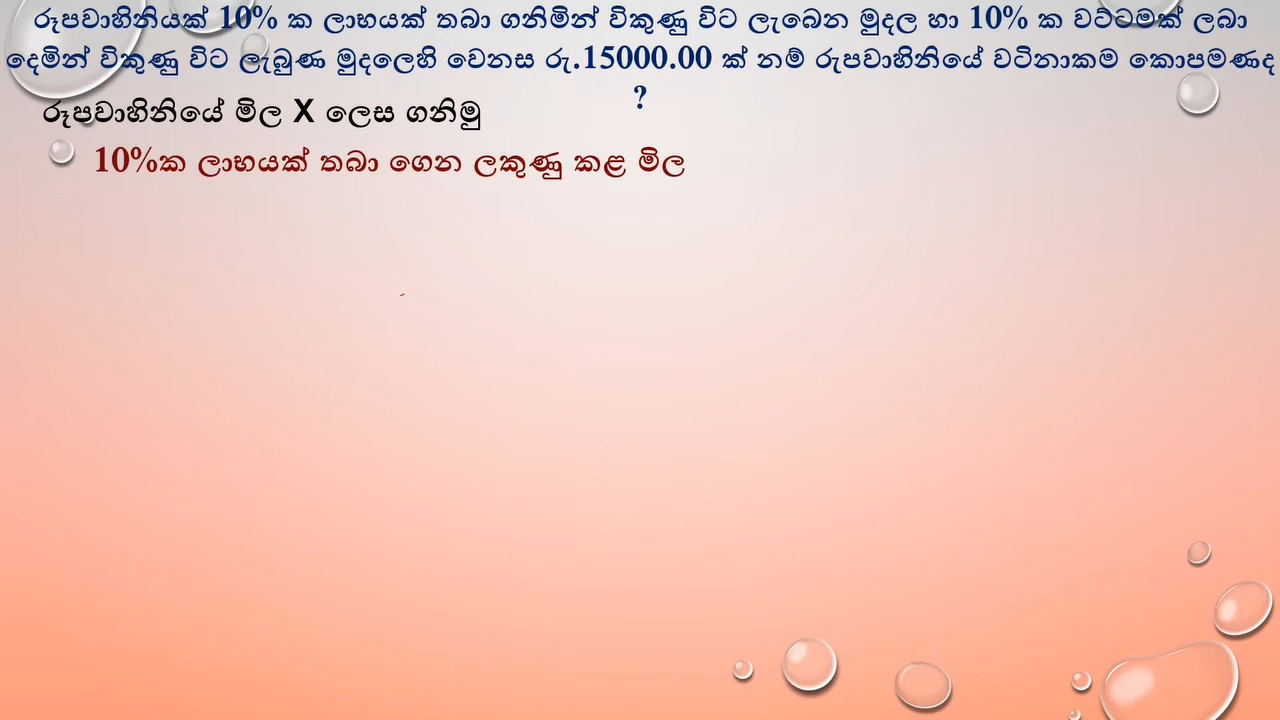 රූපවාහිනියක් 10% ක ලාභයක් තබා ගනිමින් විකුණු විට ලැබෙන මුදල හා 10% ක වට්ටමක් ලබා
දෙමින් විකුණු විට ලැබුණ මුදලෙහි වෙනස රු.15000.00 ක් නම් රුපවාහිනියේ වටිනාකම කොපමණද
?
රූපවාහිනියේ මිල X ලෙස ගනිමු
10%ක ලාභයක් තබා ගෙන ලකුණු කළ මිල